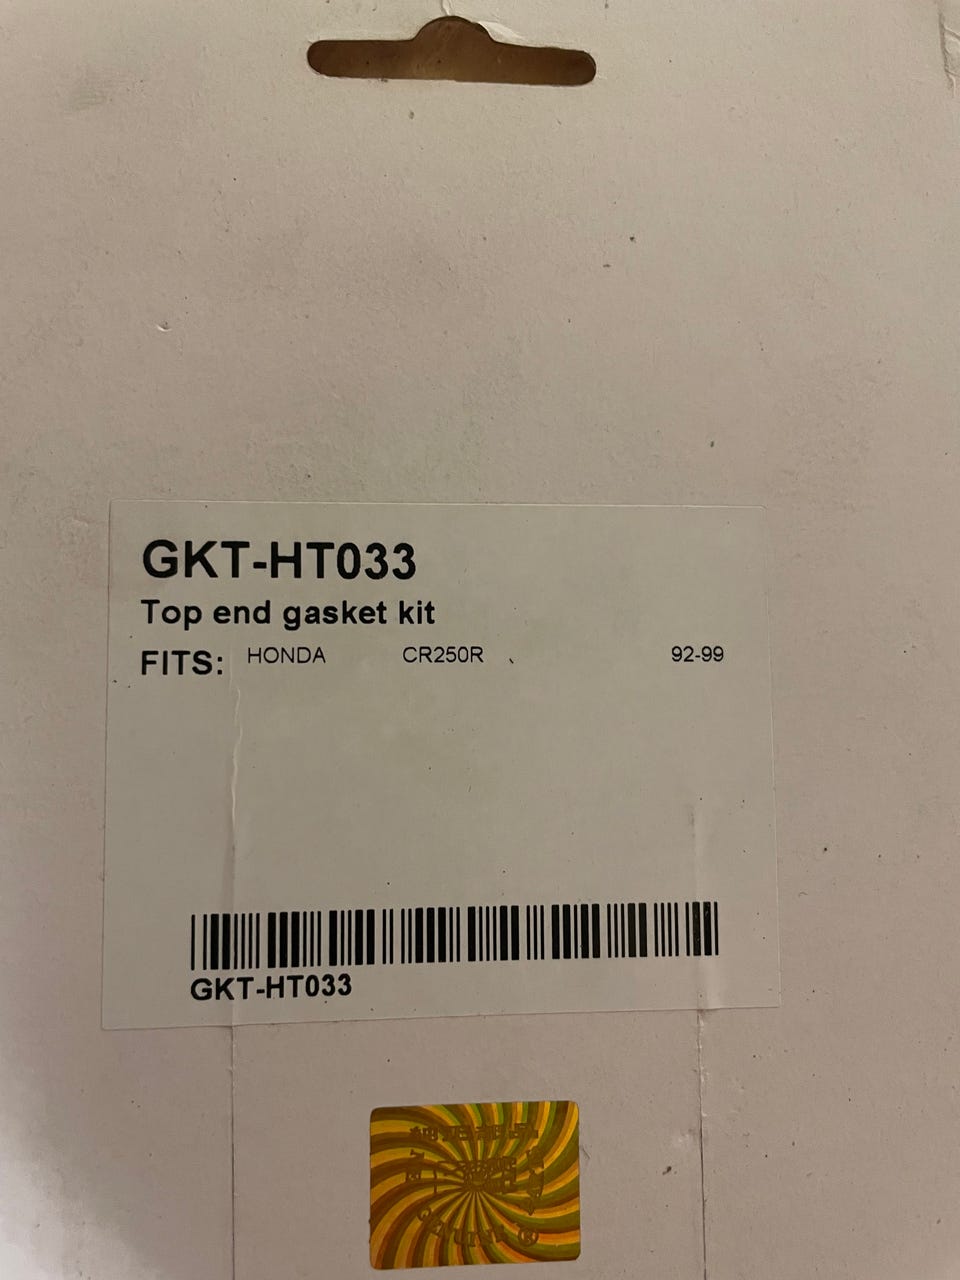 GKT-HT033
Top end gasket kit
FITS: HONDA CR250R 92-99
GKT-HT033